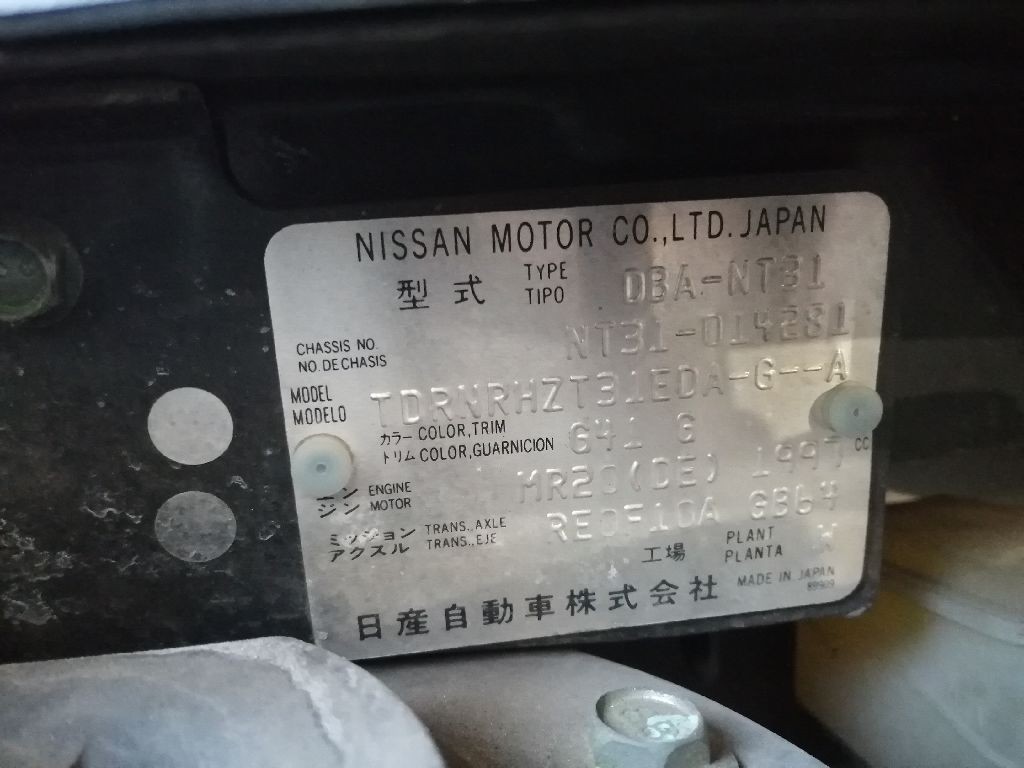 NISSAN MOTOR CO.,LTD. JAPAN
型式 TYPE TIPO DBA-NT31
CHASSIS NO. NT31-014281
NO. DE CHASIS
MODEL TDRNRHZT31EDA-G--A
MODELO
カラー COLOR,TRIM G41 G
トリム COLOR,GUARNICION
ENGINE MR20(DE) 1997 CC
ジン MOTOR
ミッション TRANS.,AXLE RE0F10A GB64
アクスル TRANS.,EJE
工場 PLANT
PLANTA
日産自動車株式会社 MADE IN JAPAN